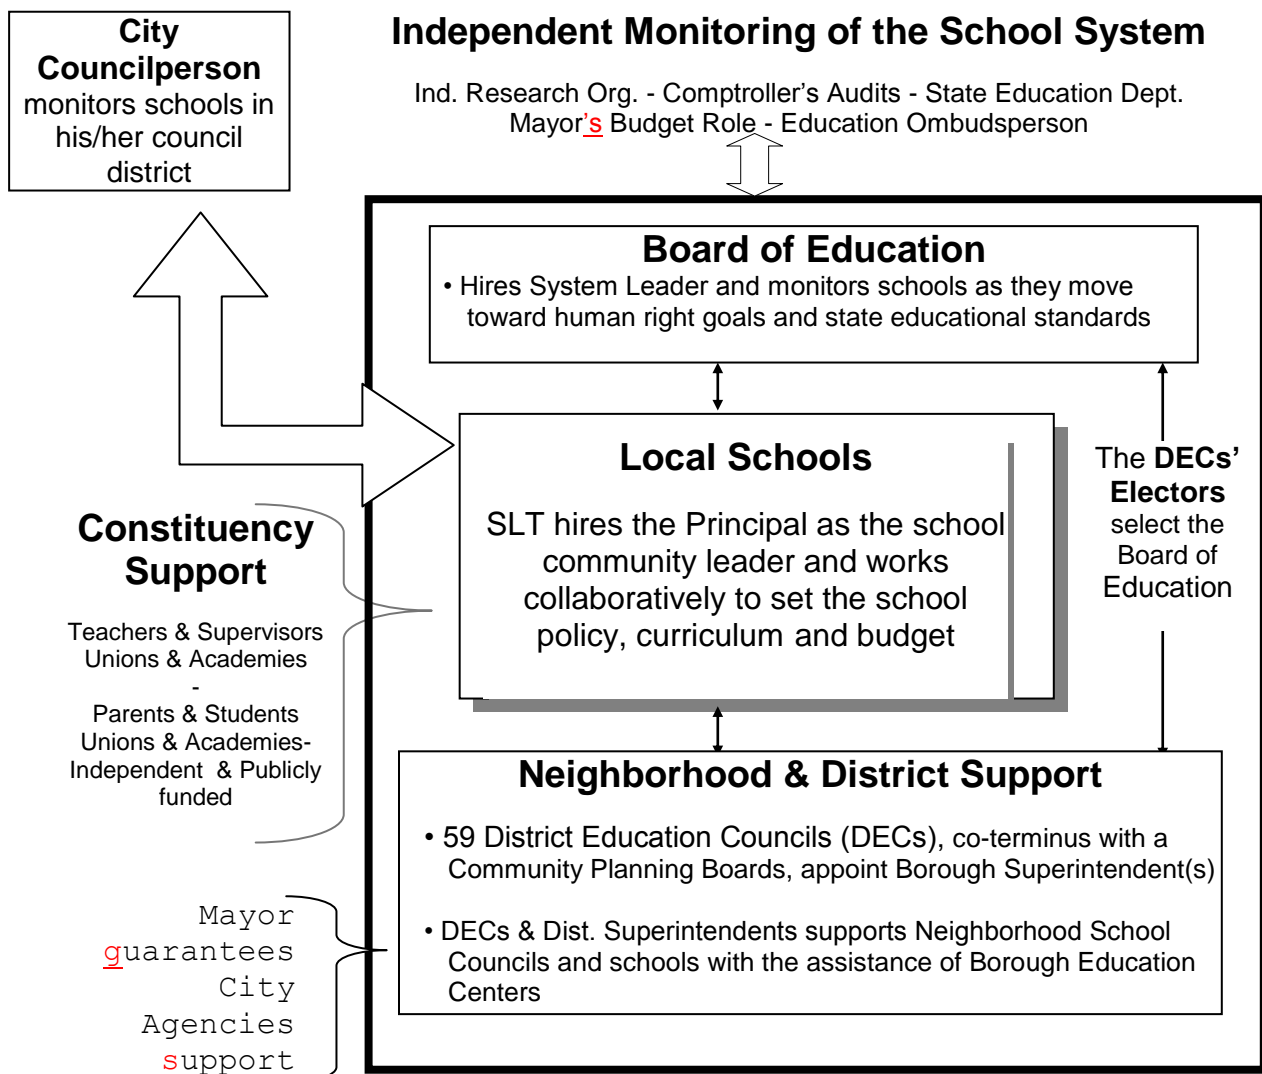 City
Councilperson
monitors schools in
his/her council
district
Independent Monitoring of the School System
Ind. Research Org. - Comptroller’s Audits - State Education Dept.
Mayor’s Budget Role - Education Ombudsperson
Board of Education
• Hires System Leader and monitors schools as they move
toward human right goals and state educational standards
Local Schools
SLT hires the Principal as the school
community leader and works
collaboratively to set the school
policy, curriculum and budget
The DECs’
Electors
select the
Board of
Education
Constituency
Support
Teachers & Supervisors
Unions & Academies
-
Parents & Students
Unions & Academies-
Independent & Publicly
funded
Neighborhood & District Support
• 59 District Education Councils (DECs), co-terminus with a
Community Planning Boards, appoint Borough Superintendent(s)
• DECs & Dist. Superintendents supports Neighborhood School
Councils and schools with the assistance of Borough Education
Centers
Mayor
guarantees
City
Agencies
support